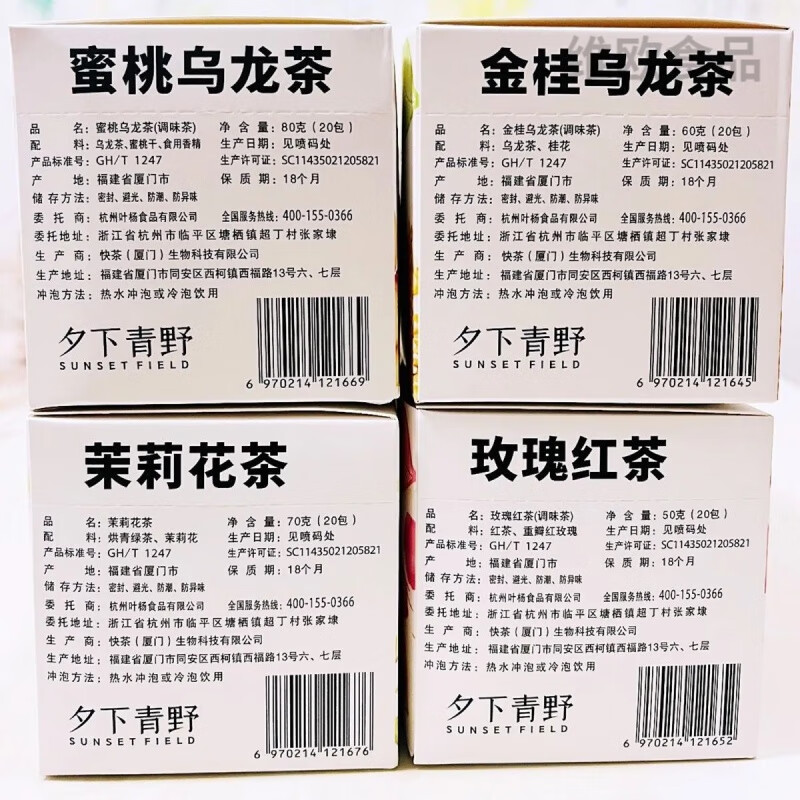 蜜桃乌龙茶
品名：蜜桃乌龙茶(调味茶) 净含量：80克(20包)
配料：乌龙茶、蜜桃干、食用香精 生产日期：见喷码处
产品标准号：GH/T 1247 生产许可证：SC11435021205821
产地：福建省厦门市 保质期：18个月
储存方法：密封、避光、防潮、防异味
委托商：杭州叶杨食品有限公司 全国服务热线：400-155-0366
委托地址：浙江省杭州市临平区塘栖镇超丁村张家埭
生产商：快茶（厦门）生物科技有限公司
生产地址：福建省厦门市同安区西柯镇西福路13号六、七层
冲泡方法：热水冲泡或冷泡饮用
夕下青野
SUNSET FIELD
6 970214 121669
维欧食品
金桂乌龙茶
品名：金桂乌龙茶(调味茶) 净含量：60克(20包)
配料：乌龙茶、桂花 生产日期：见喷码处
产品标准号：GH/T 1247 生产许可证：SC11435021205821
产地：福建省厦门市 保质期：18个月
储存方法：密封、避光、防潮、防异味
委托商：杭州叶杨食品有限公司 全国服务热线：400-155-0366
委托地址：浙江省杭州市临平区塘栖镇超丁村张家埭
生产商：快茶（厦门）生物科技有限公司
生产地址：福建省厦门市同安区西柯镇西福路13号六、七层
冲泡方法：热水冲泡或冷泡饮用
夕下青野
SUNSET FIELD
6 970214 121645
茉莉花茶
品名：茉莉花茶 净含量：70克(20包)
配料：烘青绿茶、茉莉花 生产日期：见喷码处
产品标准号：GH/T 1247 生产许可证：SC11435021205821
产地：福建省厦门市 保质期：18个月
储存方法：密封、避光、防潮、防异味
委托商：杭州叶杨食品有限公司 全国服务热线：400-155-0366
委托地址：浙江省杭州市临平区塘栖镇超丁村张家埭
生产商：快茶（厦门）生物科技有限公司
生产地址：福建省厦门市同安区西柯镇西福路13号六、七层
冲泡方法：热水冲泡或冷泡饮用
夕下青野
SUNSET FIELD
6 970214 121676
玫瑰红茶
品名：玫瑰红茶(调味茶) 净含量：50克(20包)
配料：红茶、重瓣红玫瑰 生产日期：见喷码处
产品标准号：GH/T 1247 生产许可证：SC11435021205821
产地：福建省厦门市 保质期：18个月
储存方法：密封、避光、防潮、防异味
委托商：杭州叶杨食品有限公司 全国服务热线：400-155-0366
委托地址：浙江省杭州市临平区塘栖镇超丁村张家埭
生产商：快茶（厦门）生物科技有限公司
生产地址：福建省厦门市同安区西柯镇西福路13号六、七层
冲泡方法：热水冲泡或冷泡饮用
夕下青野
SUNSET FIELD
6 970214 121652